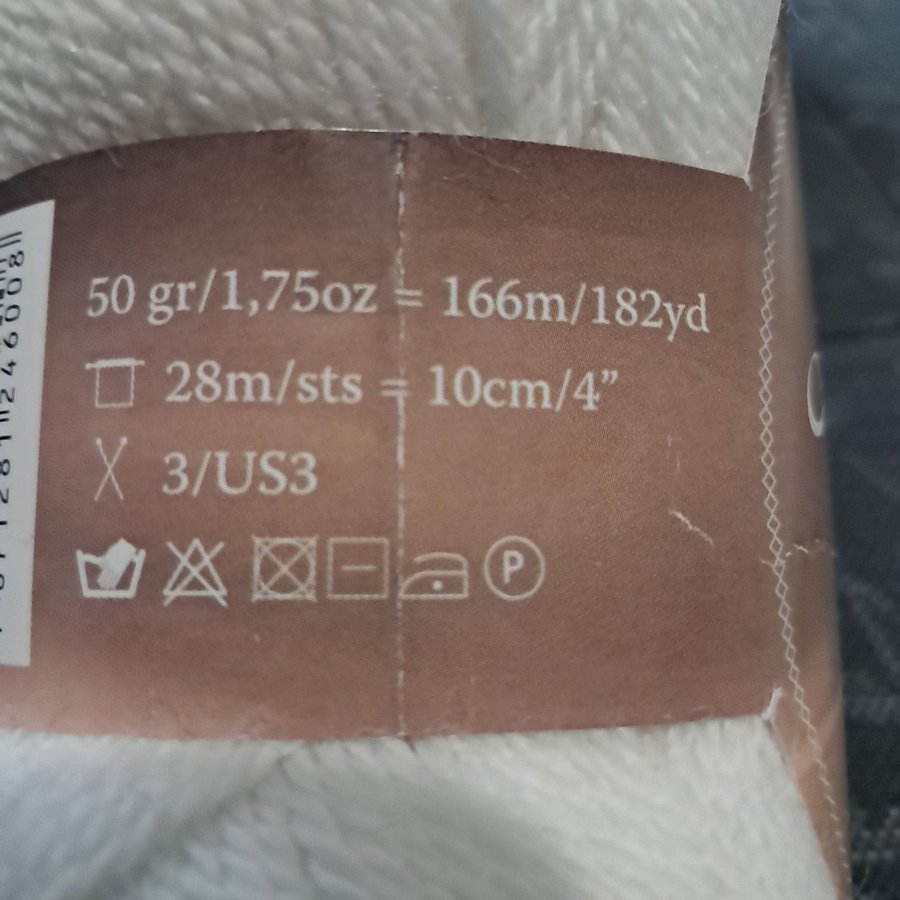 50 gr/1,75oz = 166m/182yd
28m/sts = 10cm/4”
3/US3
P